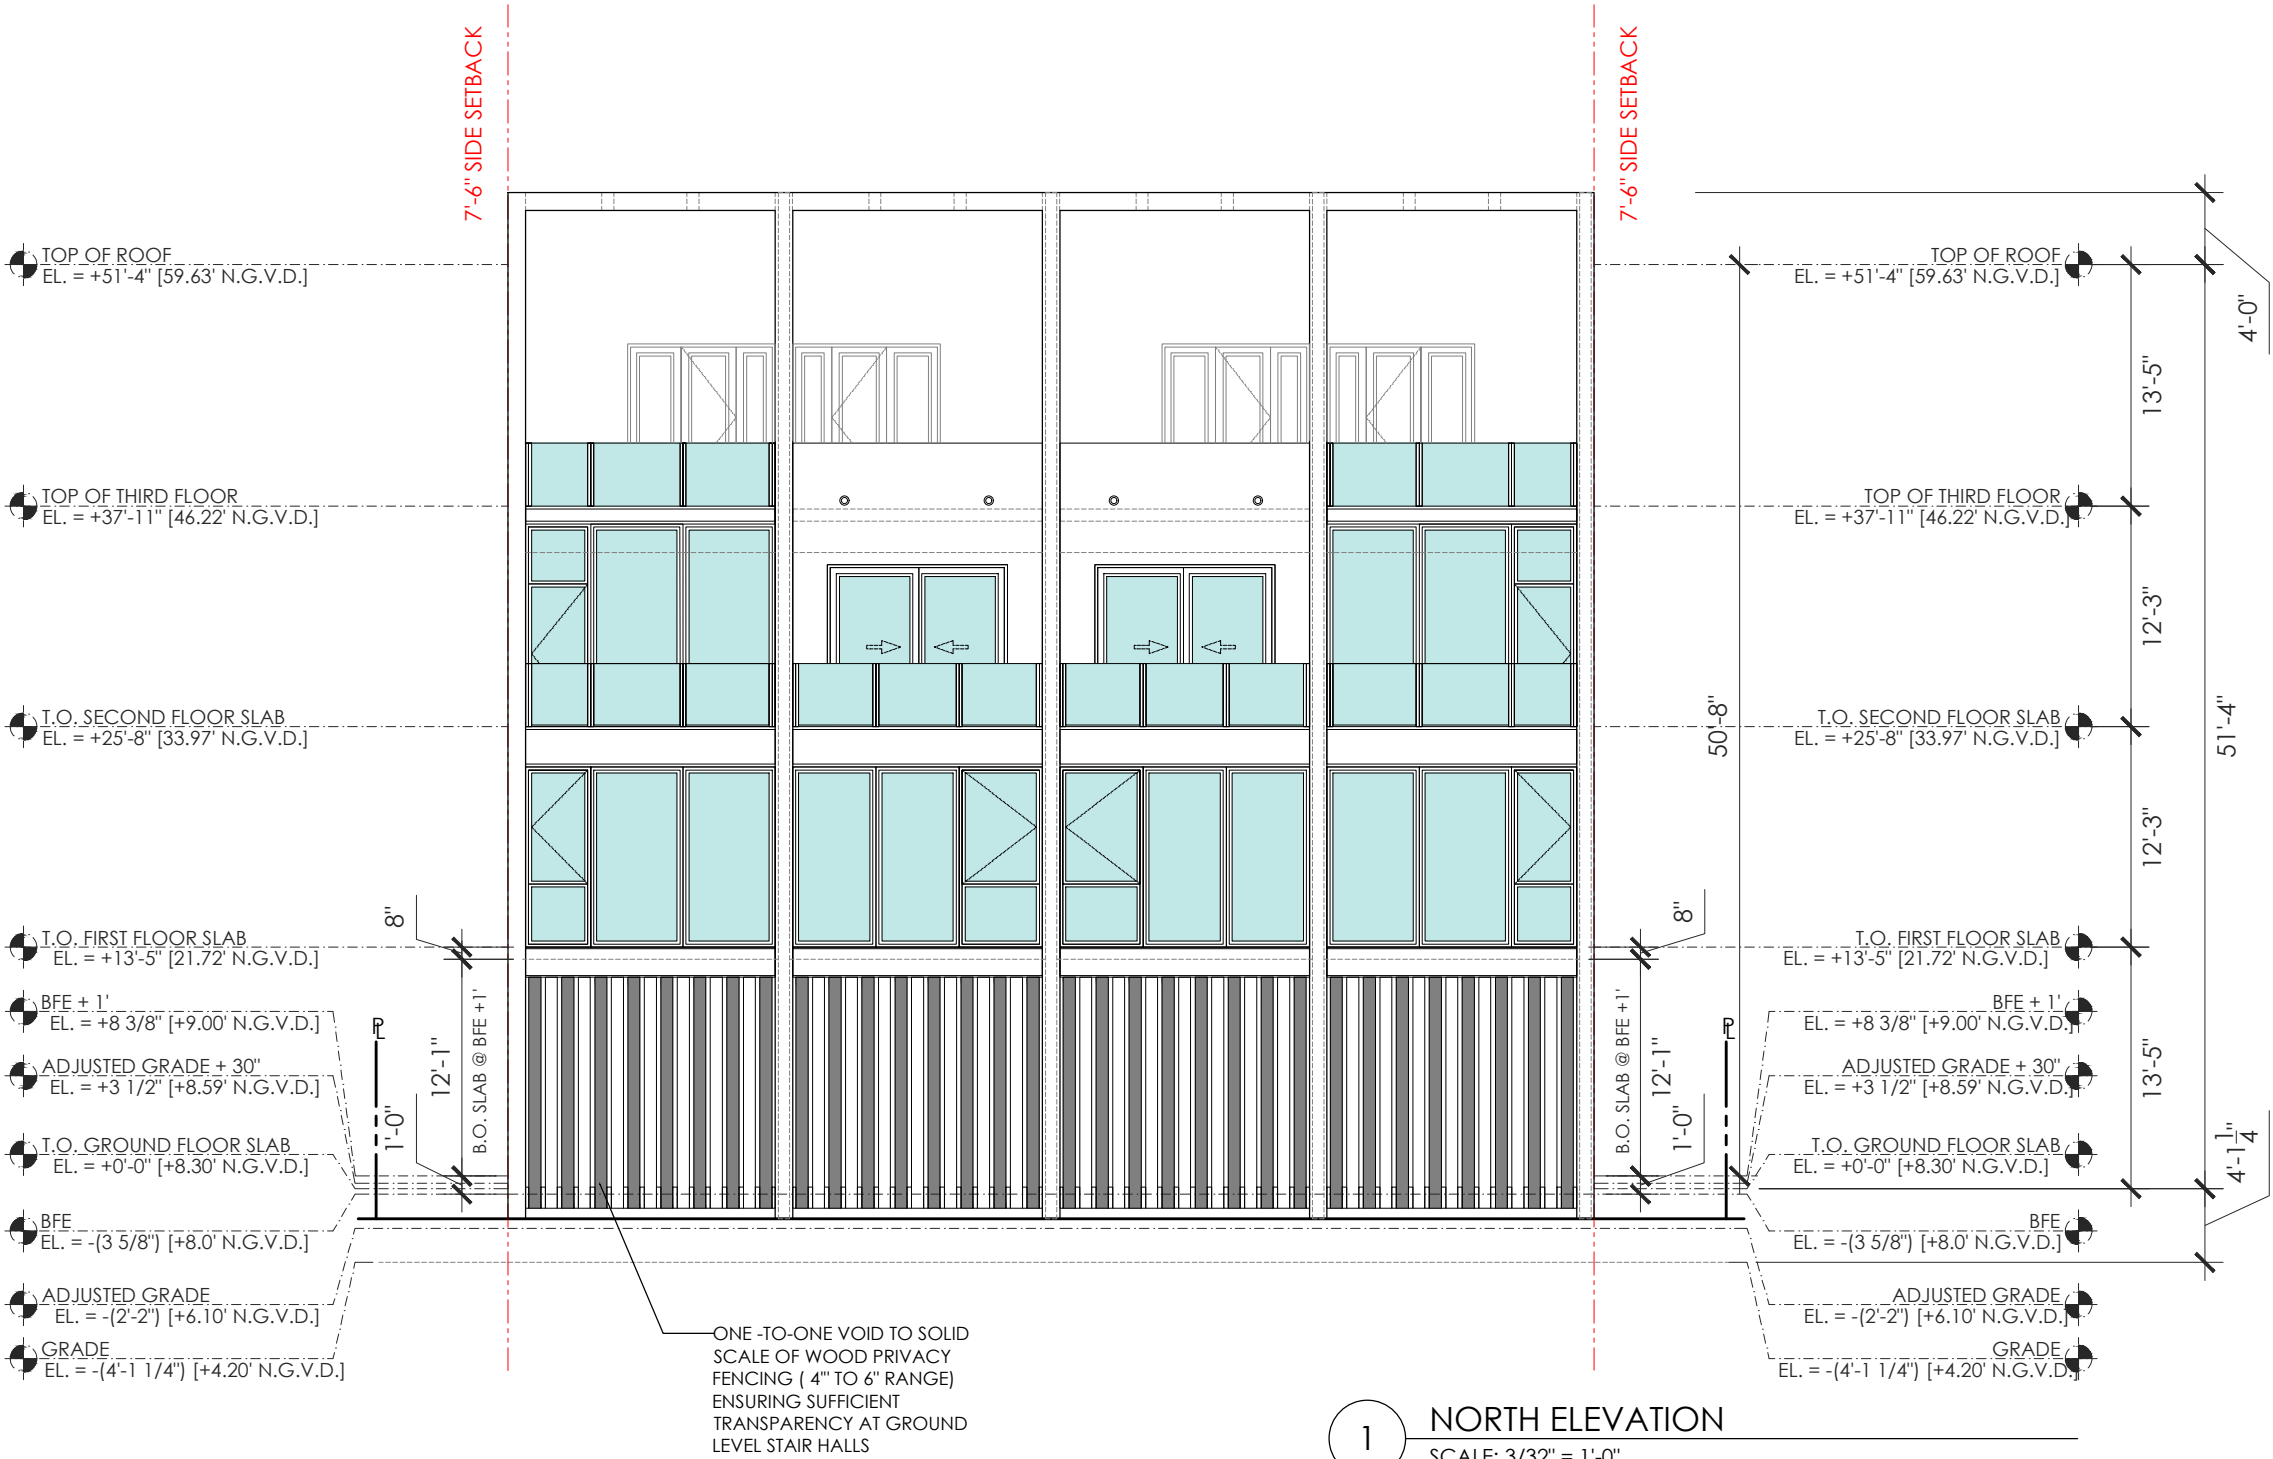 7'-6" SIDE SETBACK
7'-6" SIDE SETBACK
TOP OF ROOF
EL. = +51'-4" [59.63' N.G.V.D.]
TOP OF THIRD FLOOR
EL. = +37'-11" [46.22' N.G.V.D.]
T.O. SECOND FLOOR SLAB
EL. = +25'-8" [33.97' N.G.V.D.]
T.O. FIRST FLOOR SLAB
EL. = +13'-5" [21.72' N.G.V.D.]
BFE + 1'
EL. = +8 3/8" [+9.00' N.G.V.D.]
ADJUSTED GRADE + 30"
EL. = +3 1/2" [+8.59' N.G.V.D.]
T.O. GROUND FLOOR SLAB
EL. = +0'-0" [+8.30' N.G.V.D.]
BFE
EL. = -(3 5/8") [+8.0' N.G.V.D.]
ADJUSTED GRADE
EL. = -(2'-2") [+6.10' N.G.V.D.]
GRADE
EL. = -(4'-1 1/4") [+4.20' N.G.V.D.]
PL
8"
12'-1"
1'-0"
B.O. SLAB @ BFE +1'
B.O. SLAB @ BFE +1'
8"
12'-1"
1'-0"
PL
50'-8"
TOP OF ROOF
EL. = +51'-4" [59.63' N.G.V.D.]
TOP OF THIRD FLOOR
EL. = +37'-11" [46.22' N.G.V.D.]
T.O. SECOND FLOOR SLAB
EL. = +25'-8" [33.97' N.G.V.D.]
T.O. FIRST FLOOR SLAB
EL. = +13'-5" [21.72' N.G.V.D.]
BFE + 1'
EL. = +8 3/8" [+9.00' N.G.V.D.]
ADJUSTED GRADE + 30"
EL. = +3 1/2" [+8.59' N.G.V.D.]
T.O. GROUND FLOOR SLAB
EL. = +0'-0" [+8.30' N.G.V.D.]
BFE
EL. = -(3 5/8") [+8.0' N.G.V.D.]
ADJUSTED GRADE
EL. = -(2'-2") [+6.10' N.G.V.D.]
GRADE
EL. = -(4'-1 1/4") [+4.20' N.G.V.D.]
13'-5"
12'-3"
12'-3"
13'-5"
4'-0"
51'-4"
4'-1 1/4"
ONE -TO-ONE VOID TO SOLID
SCALE OF WOOD PRIVACY
FENCING ( 4" TO 6" RANGE)
ENSURING SUFFICIENT
TRANSPARENCY AT GROUND
LEVEL STAIR HALLS
1
NORTH ELEVATION
SCALE: 3/32" = 1'-0"